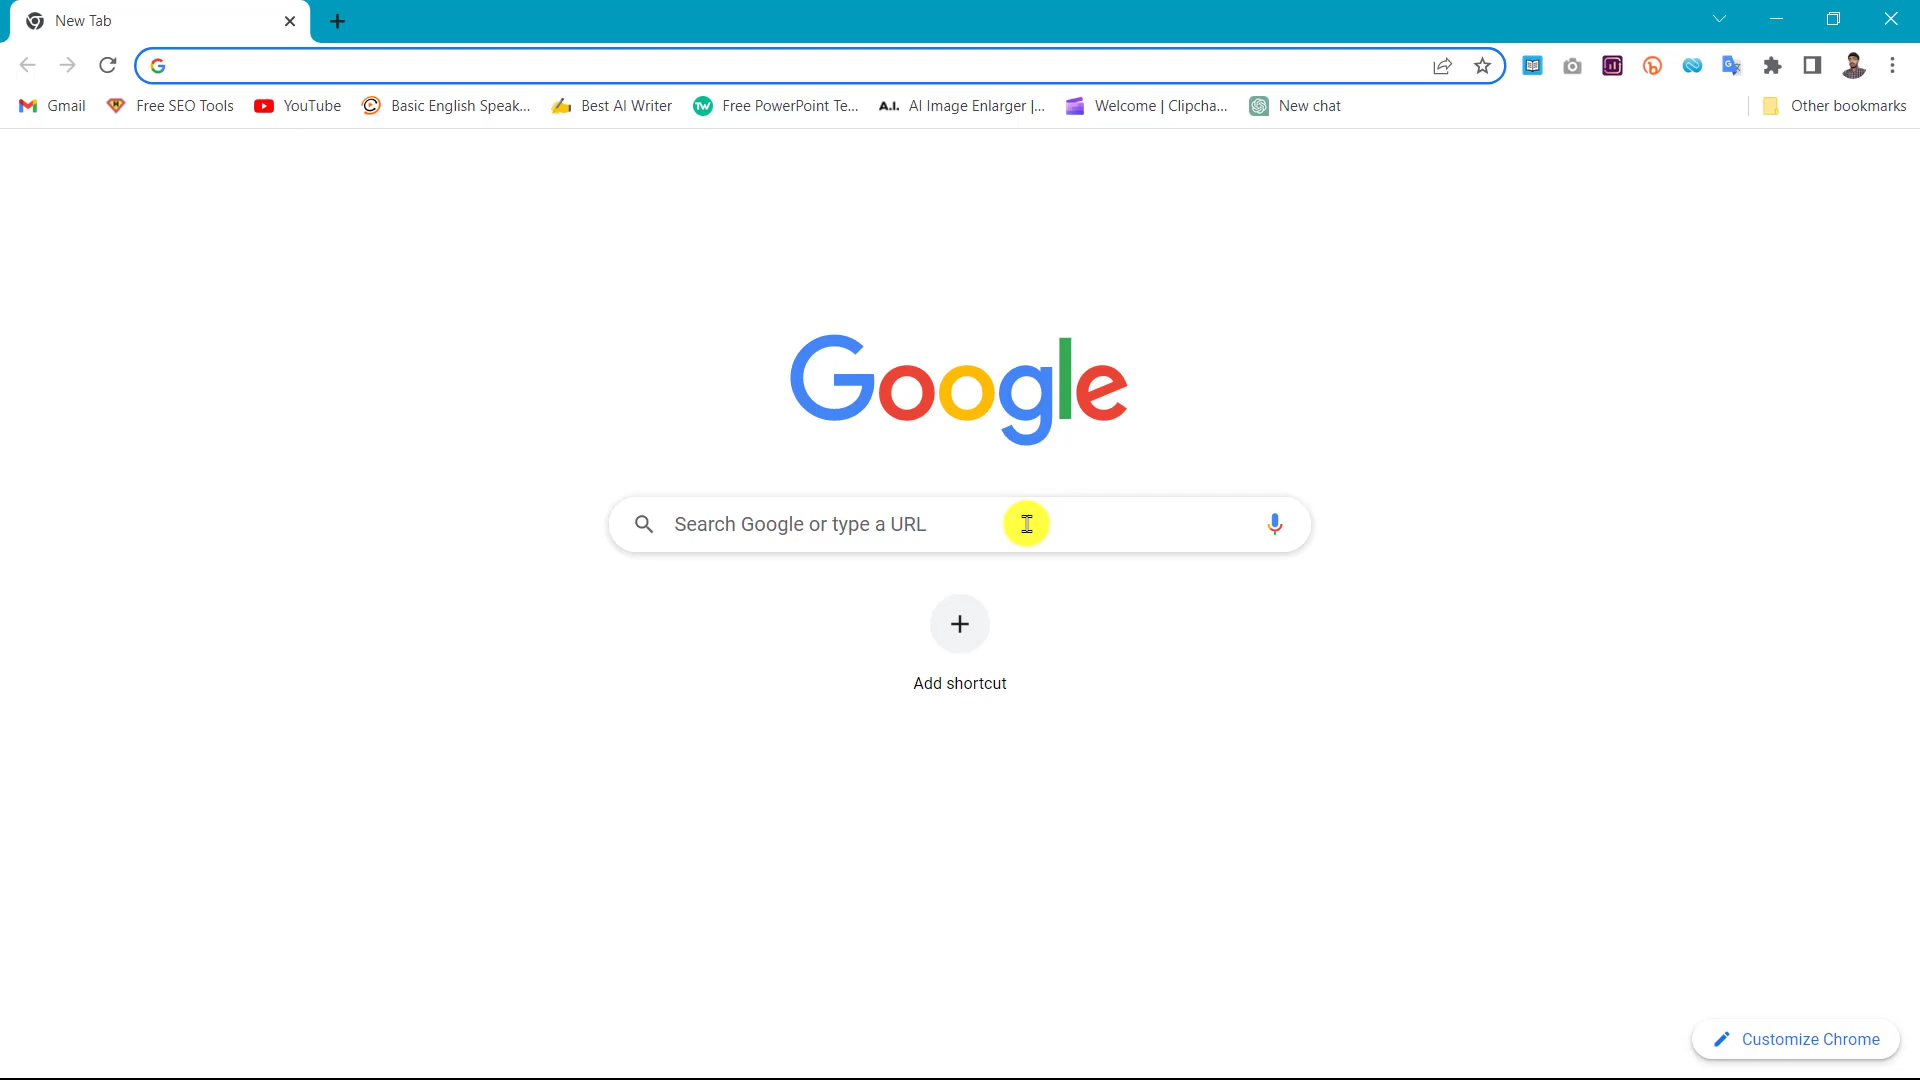 New Tab
Gmail Free SEO Tools YouTube Basic English Speak... Best AI Writer Free PowerPoint Te... A.I. AI Image Enlarger |... Welcome | Clipcha... New chat Other bookmarks
Google
Search Google or type a URL
Add shortcut
Customize Chrome